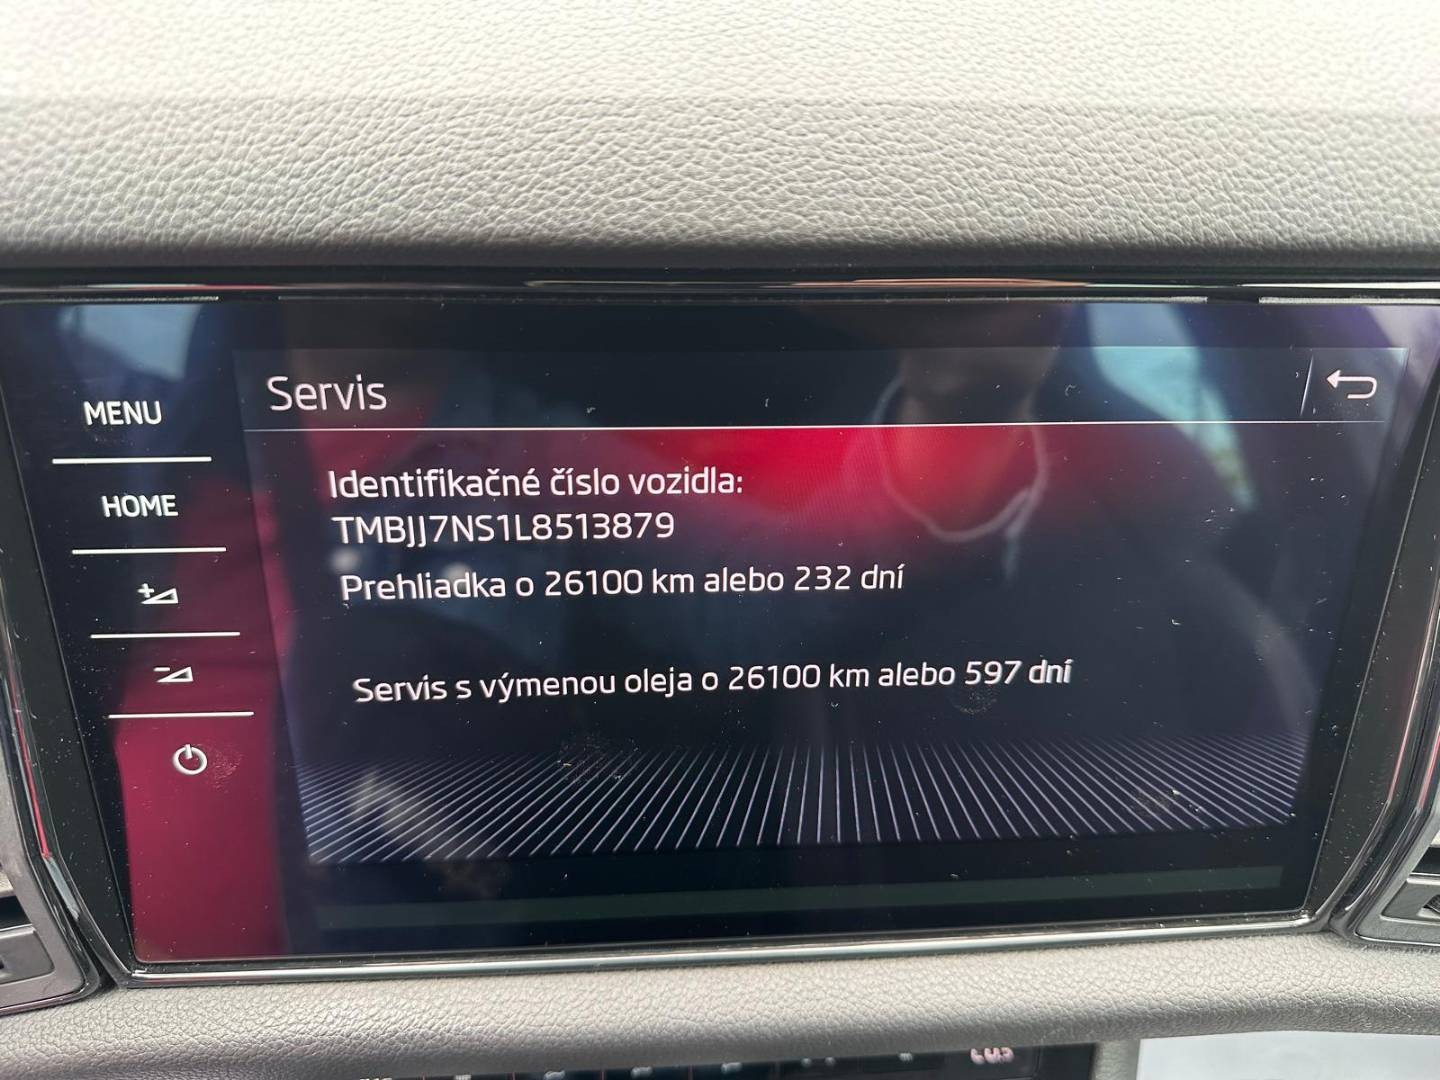 Servis
MENU
HOME
Identifikačné číslo vozidla:
TMBJJ7NS1L8513879
Prehliadka o 26100 km alebo 232 dní
Servis s výmenou oleja o 26100 km alebo 597 dní